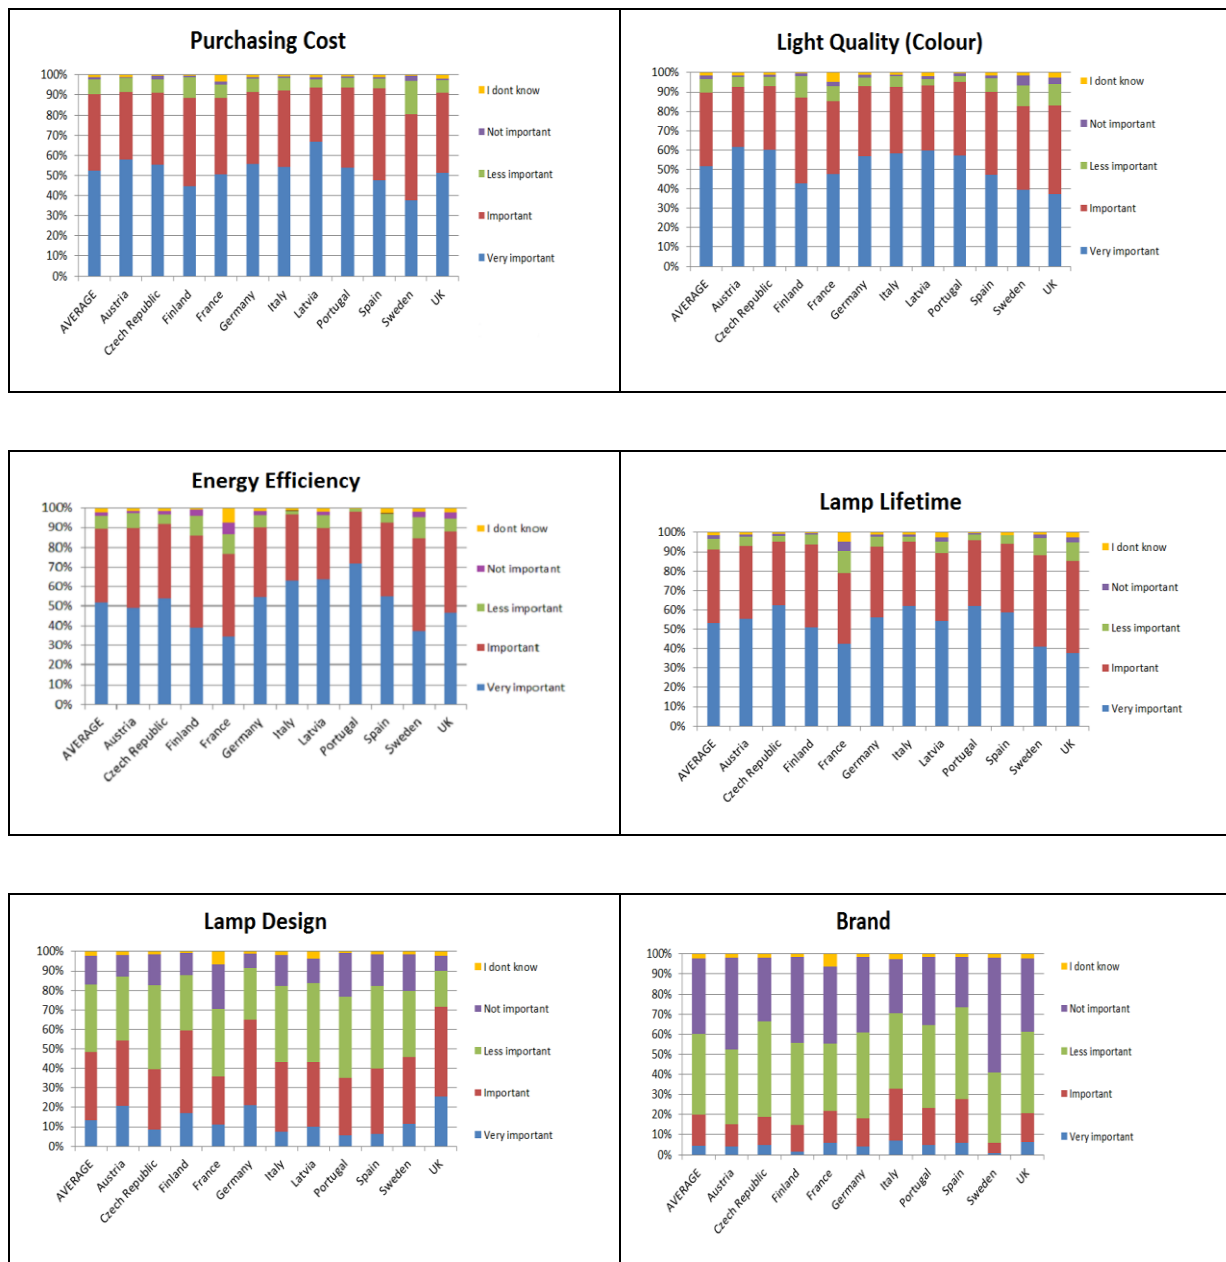 Purchasing Cost
100%
90%
80%
70%
60%
50%
40%
30%
20%
10%
0%
AVERAGE
Austria
Czech Republic
Finland
France
Germany
Italy
Latvia
Portugal
Spain
Sweden
UK
I dont know
Not important
Less important
Important
Very important
Light Quality (Colour)
100%
90%
80%
70%
60%
50%
40%
30%
20%
10%
0%
AVERAGE
Austria
Czech Republic
Finland
France
Germany
Italy
Latvia
Portugal
Spain
Sweden
UK
I dont know
Not important
Less important
Important
Very important
Energy Efficiency
100%
90%
80%
70%
60%
50%
40%
30%
20%
10%
0%
AVERAGE
Austria
Czech Republic
Finland
France
Germany
Italy
Latvia
Portugal
Spain
Sweden
UK
I dont know
Not important
Less important
Important
Very important
Lamp Lifetime
100%
90%
80%
70%
60%
50%
40%
30%
20%
10%
0%
AVERAGE
Austria
Czech Republic
Finland
France
Germany
Italy
Latvia
Portugal
Spain
Sweden
UK
I dont know
Not important
Less important
Important
Very important
Lamp Design
100%
90%
80%
70%
60%
50%
40%
30%
20%
10%
0%
AVERAGE
Austria
Czech Republic
Finland
France
Germany
Italy
Latvia
Portugal
Spain
Sweden
UK
I dont know
Not important
Less important
Important
Very important
Brand
100%
90%
80%
70%
60%
50%
40%
30%
20%
10%
0%
AVERAGE
Austria
Czech Republic
Finland
France
Germany
Italy
Portugal
Spain
Sweden
UK
I dont know
Not important
Less important
Important
Very important